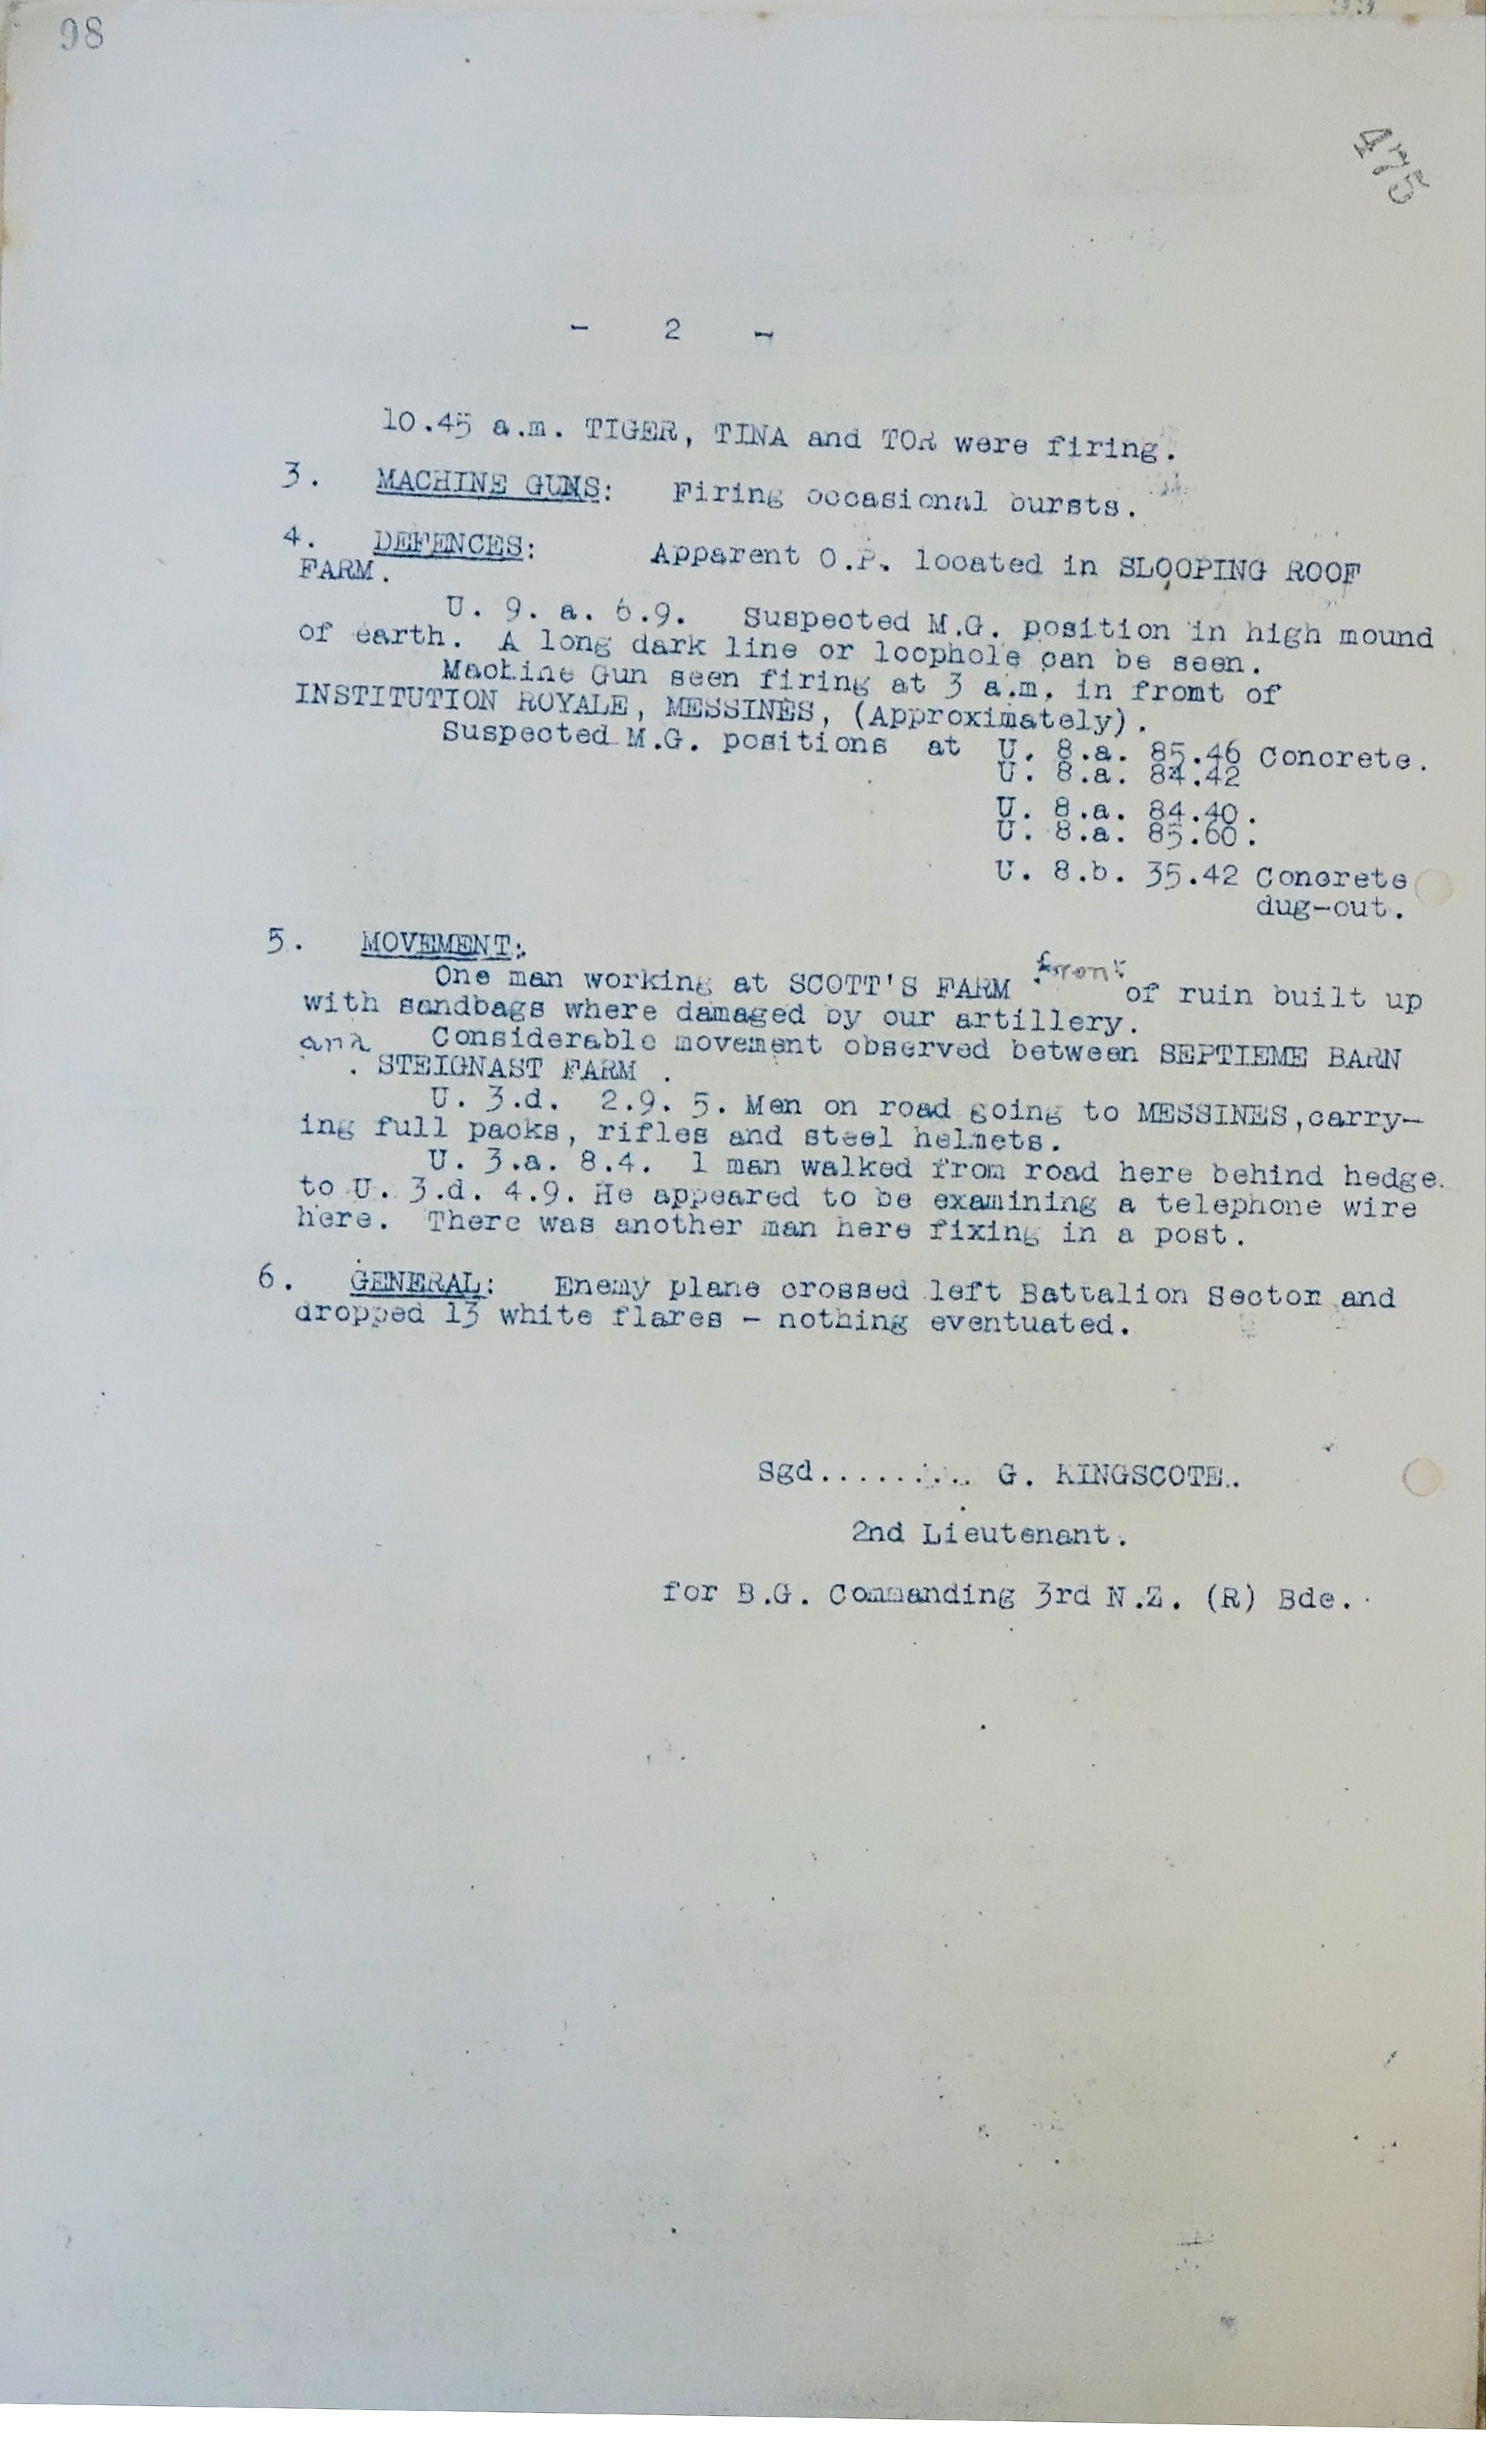 98
475
- 2 -
10.45 a.m. TIGER, TINA and TOR were firing.
3. MACHINE GUNS: Firing occasional bursts.
4. DEFENCES: Apparent O.P. located in SLOOPING ROOF
FARM.
U. 9. a. 6.9. Suspected M.G. position in high mound
of earth. A long dark line or loophole can be seen.
Machine Gun seen firing at 3 a.m. in fromt of
INSTITUTION ROYALE, MESSINES, (Approximately).
Suspected M.G. positions at U. 8.a. 85.46 Concrete.
U. 8.a. 84.42
U. 8.a. 84.40.
U. 8.a. 85.60.
U. 8.b. 35.42 Concrete
dug-out.
5. MOVEMENT:
One man working at SCOTT'S FARM front of ruin built up
with sandbags where damaged by our artillery.
Considerable movement observed between SEPTIEME BARN
and . STEIGNAST FARM .
U. 3.d. 2.9. 5. Men on road going to MESSINES,carry-
ing full packs, rifles and steel helmets.
U. 3.a. 8.4. 1 man walked from road here behind hedge.
to U. 3.d. 4.9. He appeared to be examining a telephone wire
here. There was another man here fixing in a post.
6. GENERAL: Enemy plane crossed left Battalion Sector and
dropped 13 white flares - nothing eventuated.
Sgd.......... G. KINGSCOTE.
2nd Lieutenant.
for B.G. Commanding 3rd N.Z. (R) Bde.